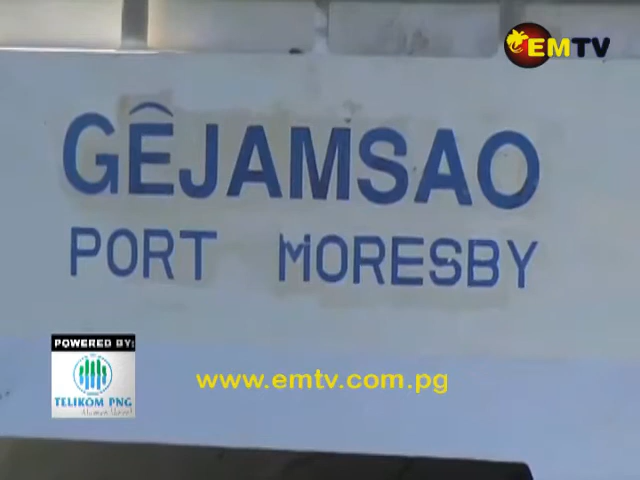 EMTV
GÊJAMSAO
PORT MORESBY
POWERED BY:
TELIKOM PNG
www.emtv.com.pg